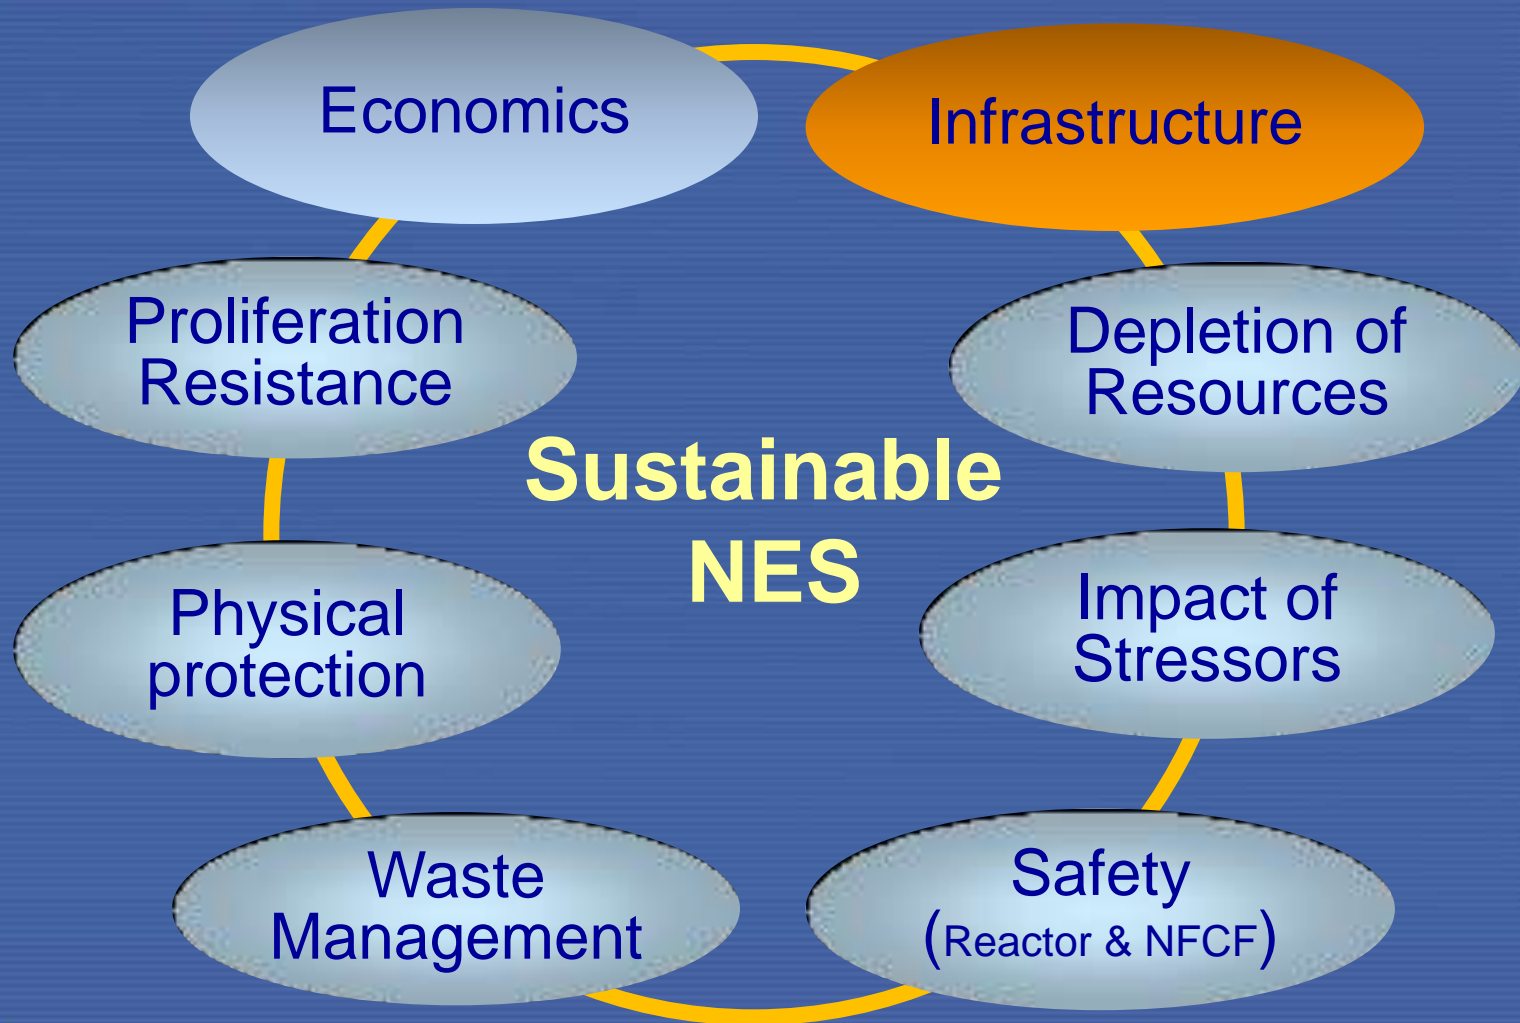 Economics
Infrastructure
Proliferation
Resistance
Depletion of
Resources
Sustainable
NES
Physical
protection
Impact of
Stressors
Waste
Management
Safety
(Reactor & NFCF)